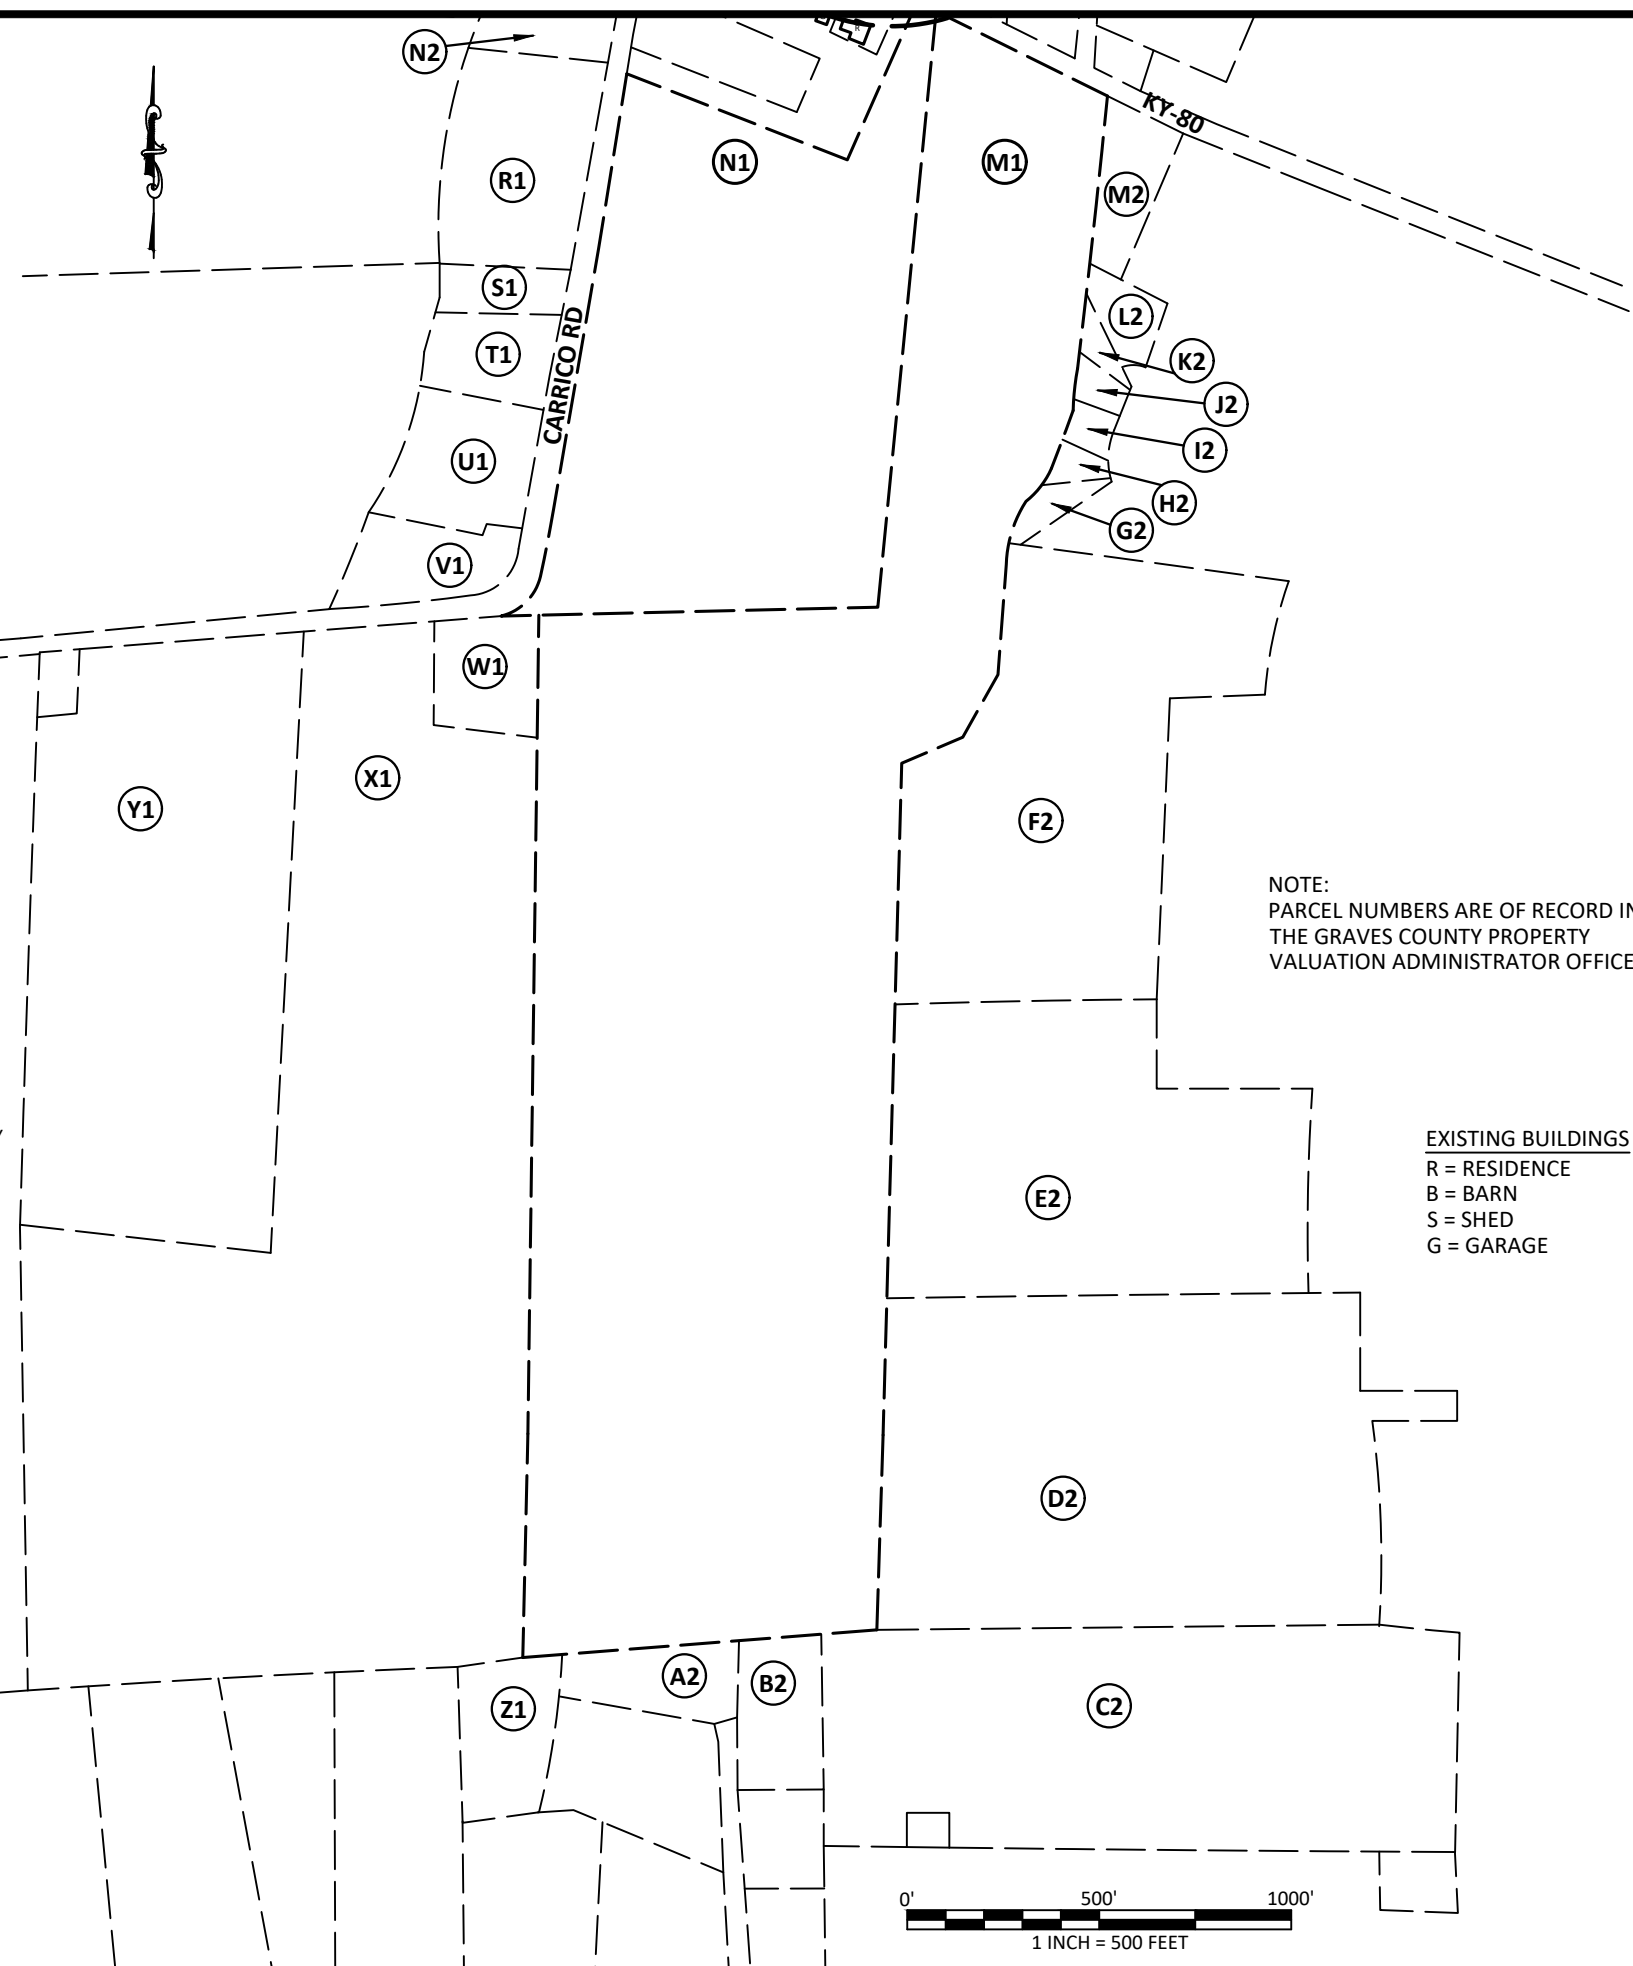 N2
R
KY-80
N1
M1
R1
M2
S1
L2
CARRICO RD
T1
K2
J2
U1
I2
H2
G2
V1
W1
X1
Y1
F2
NOTE:
PARCEL NUMBERS ARE OF RECORD IN
THE GRAVES COUNTY PROPERTY
VALUATION ADMINISTRATOR OFFICE
EXISTING BUILDINGS
R = RESIDENCE
B = BARN
S = SHED
G = GARAGE
E2
D2
A2
B2
Z1
C2
0' 500' 1000'
1 INCH = 500 FEET